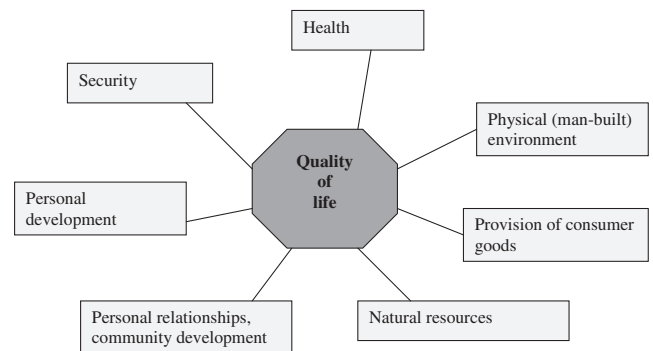 Health
Security
Physical (man-built)
environment
Quality
of
life
Personal
development
Provision of consumer
goods
Personal relationships,
community development
Natural resources